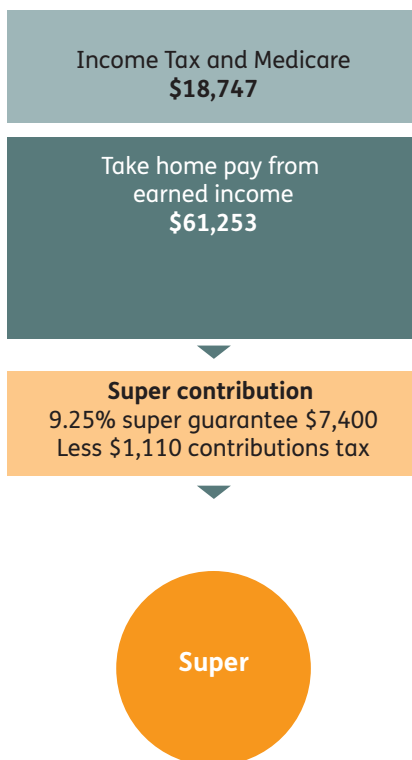 Income Tax and Medicare
$18,747
Take home pay from
earned income
$61,253
Super contribution
9.25% super guarantee $7,400
Less $1,110 contributions tax
Super